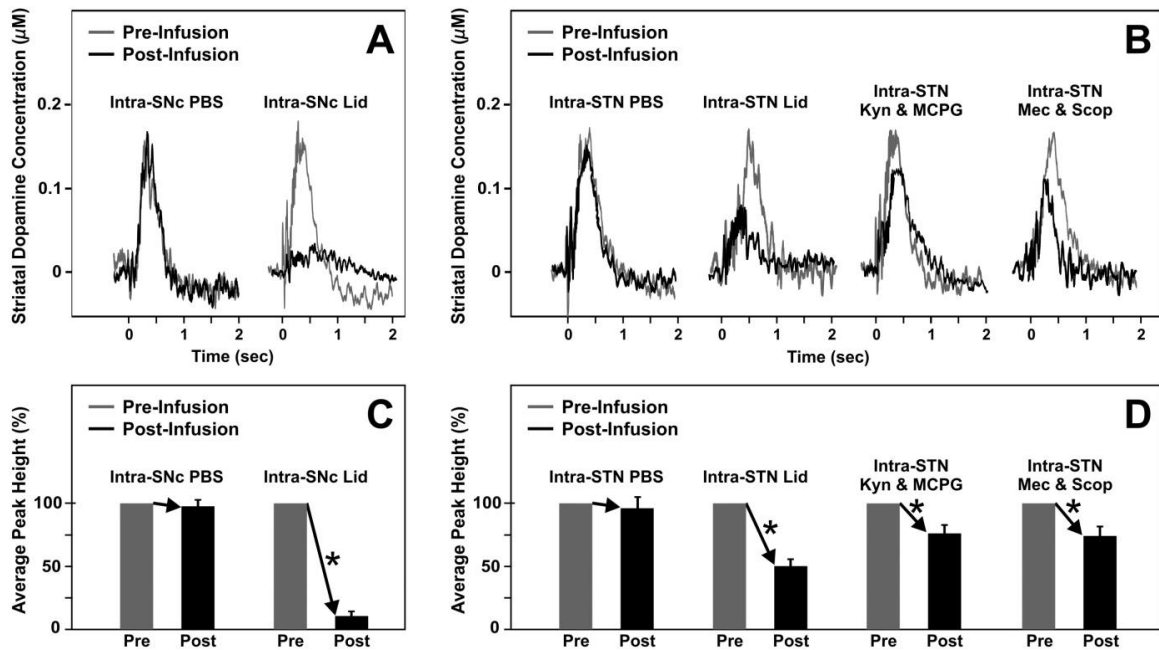 Striatal Dopamine Concentration (µM)
Pre-Infusion
Post-Infusion
A
Intra-SNc PBS
Intra-SNc Lid
0.2
0.1
0
0 1 2
0 1 2
Time (sec)
Striatal Dopamine Concentration (µM)
Pre-Infusion
Post-Infusion
B
Intra-STN PBS
Intra-STN Lid
Intra-STN
Kyn & MCPG
Intra-STN
Mec & Scop
0.2
0.1
0
0 1 2
0 1 2
0 1 2
0 1 2
Time (sec)
Average Peak Height (%)
Pre-Infusion
Post-Infusion
C
Intra-SNc PBS
Intra-SNc Lid
100
50
0
*
Pre Post
Pre Post
Average Peak Height (%)
Pre-Infusion
Post-Infusion
D
Intra-STN PBS
Intra-STN Lid
Intra-STN
Kyn & MCPG
Intra-STN
Mec & Scop
100
50
0
* * *
Pre Post
Pre Post
Pre Post
Pre Post